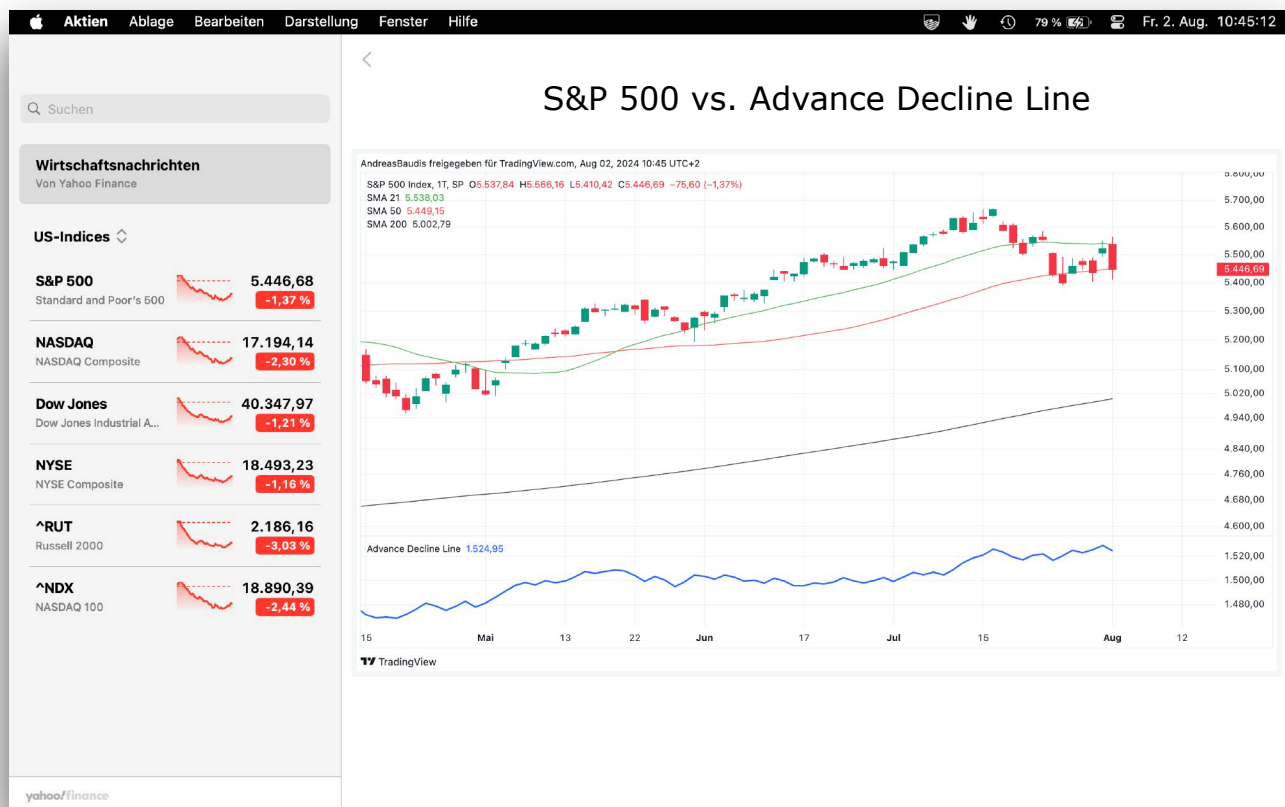 Aktien Ablage Bearbeiten Darstellung Fenster Hilfe 79 % Fr. 2. Aug. 10:45:12
Suchen
Wirtschaftsnachrichten
Von Yahoo Finance
US-Indices
S&P 500 5.446,68
Standard and Poor's 500 -1,37 %
NASDAQ 17.194,14
NASDAQ Composite -2,30 %
Dow Jones 40.347,97
Dow Jones Industrial A... -1,21 %
NYSE 18.493,23
NYSE Composite -1,16 %
^RUT 2.186,16
Russell 2000 -3,03 %
^NDX 18.890,39
NASDAQ 100 -2,44 %
yahoo!finance
S&P 500 vs. Advance Decline Line
AndreasBaudis freigegeben für TradingView.com, Aug 02, 2024 10:45 UTC+2
S&P 500 Index, 1T, SP O5.537,84 H5.566,16 L5.410,42 C5.446,69 −75,60 (−1,37%)
SMA 21 5.538,03
SMA 50 5.449,15
SMA 200 5.002,79
5.800,00
5.700,00
5.600,00
5.500,00
5.446,69
5.400,00
5.300,00
5.200,00
5.100,00
5.020,00
4.940,00
4.840,00
4.760,00
4.680,00
4.600,00
Advance Decline Line 1.524,95
1.520,00
1.500,00
1.480,00
15 Mai 13 22 Jun 17 Jul 15 Aug 12
TradingView